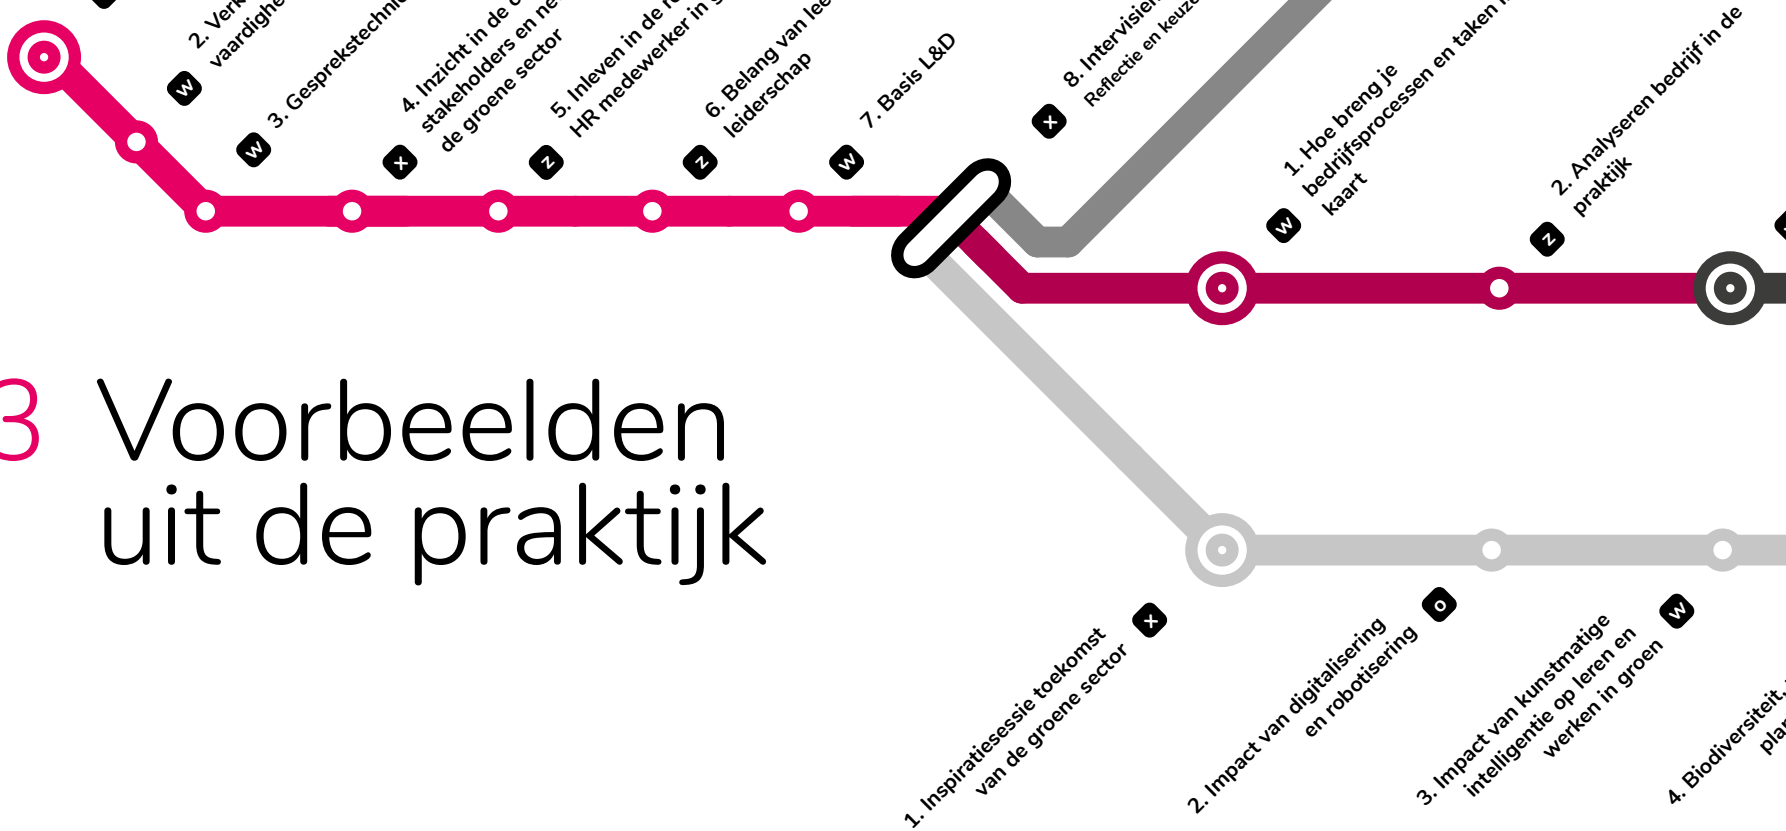 2.
vaardighe
W
3. Gesprekstechni
W
4. Inzicht in de
stakeholders en
de groene sector
X
5. Inleven in de
HR medewerker in
Z
6. Belang van
leiderschap
Z
7. Basis L&D
W
8. Intervisie
Reflectie en keuze
X
1. Hoe breng je
bedrijfsprocessen en taken
kaart
W
2. Analyseren bedrijf in de
praktijk
Z
3 Voorbeelden
uit de praktijk
1. Inspiratiesessie toekomst
van de groene sector
X
2. Impact van digitalisering
en robotisering
O
3. Impact van kunstmatige
intelligentie op leren en
werken in groen
W
4. Biodiversiteit,